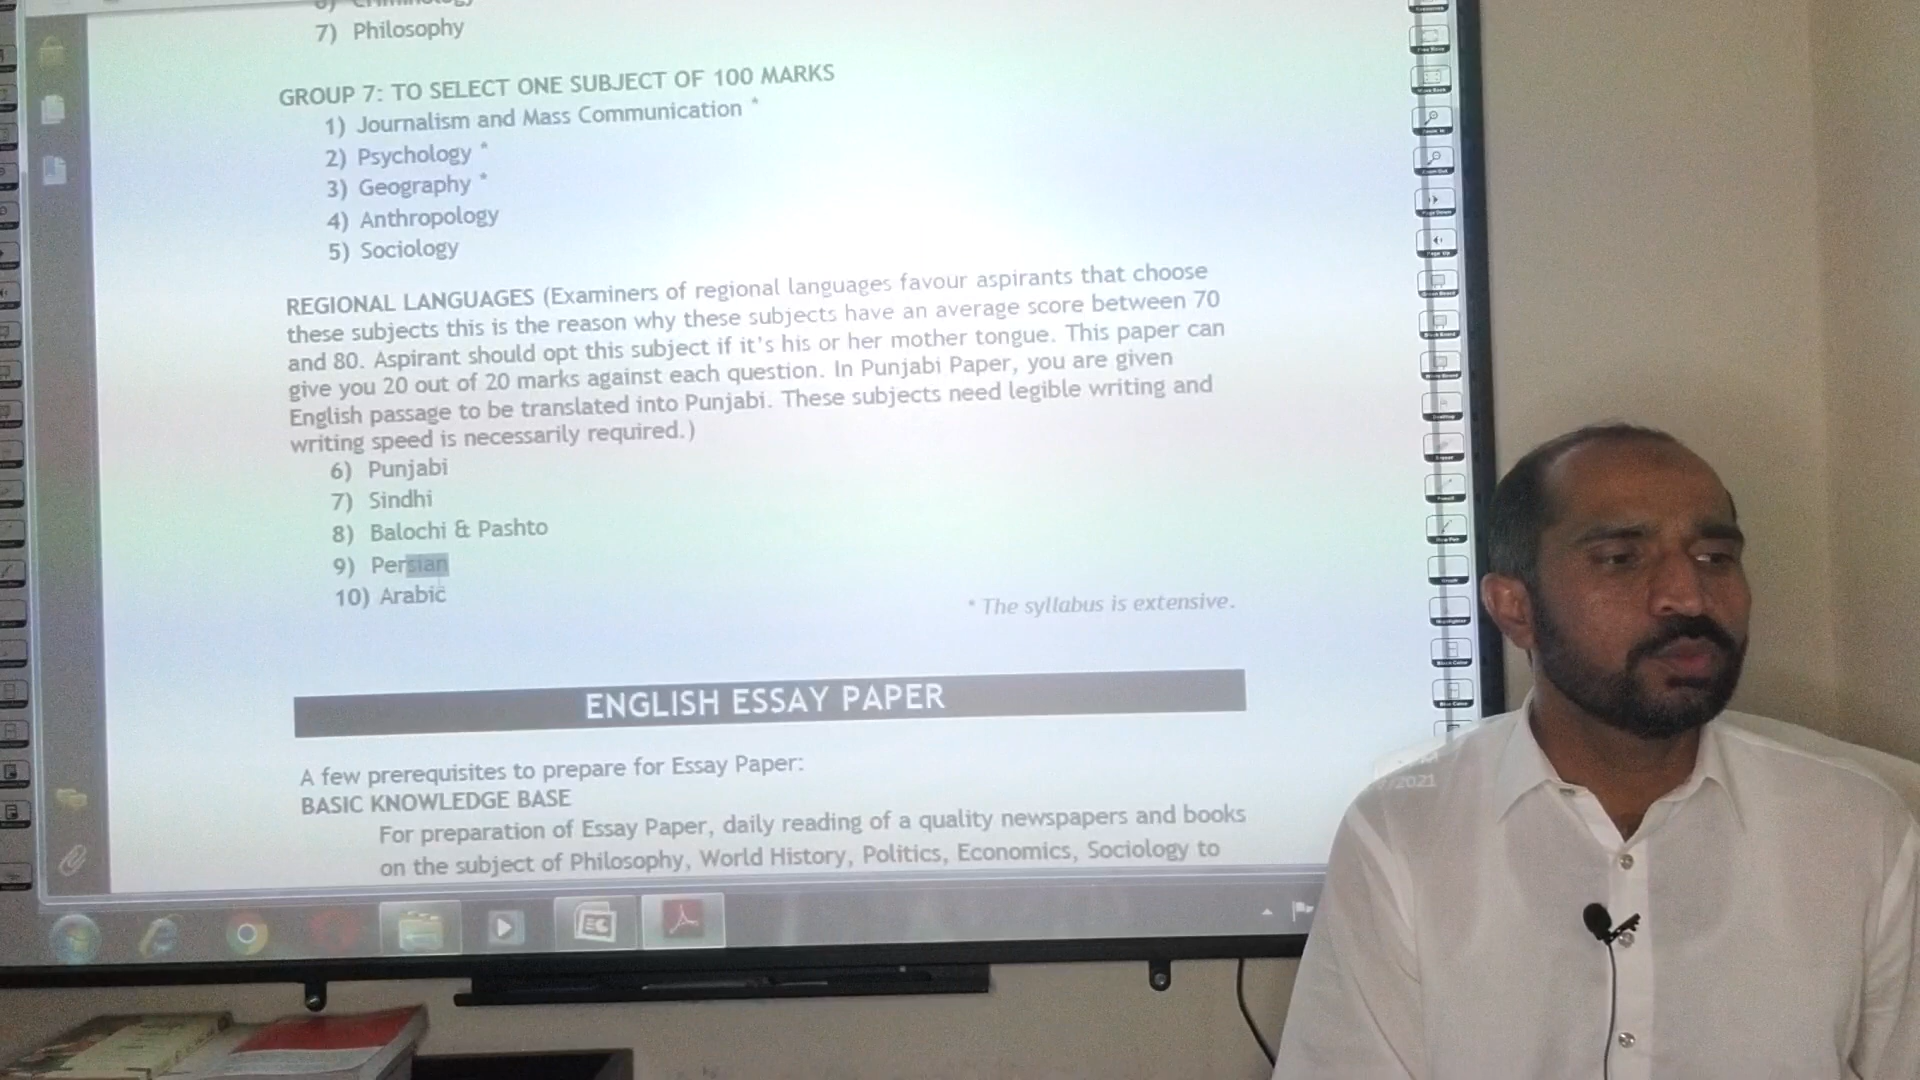 7) Philosophy
GROUP 7: TO SELECT ONE SUBJECT OF 100 MARKS
1) Journalism and Mass Communication *
2) Psychology *
3) Geography *
4) Anthropology
5) Sociology
REGIONAL LANGUAGES (Examiners of regional languages favour aspirants that choose
these subjects this is the reason why these subjects have an average score between 70
and 80. Aspirant should opt this subject if it's his or her mother tongue. This paper can
give you 20 out of 20 marks against each question. In Punjabi Paper, you are given
English passage to be translated into Punjabi. These subjects need legible writing and
writing speed is necessarily required.)
6) Punjabi
7) Sindhi
8) Balochi & Pashto
9) Persian
10) Arabic
* The syllabus is extensive.
ENGLISH ESSAY PAPER
A few prerequisites to prepare for Essay Paper:
BASIC KNOWLEDGE BASE
For preparation of Essay Paper, daily reading of a quality newspapers and books
on the subject of Philosophy, World History, Politics, Economics, Sociology to